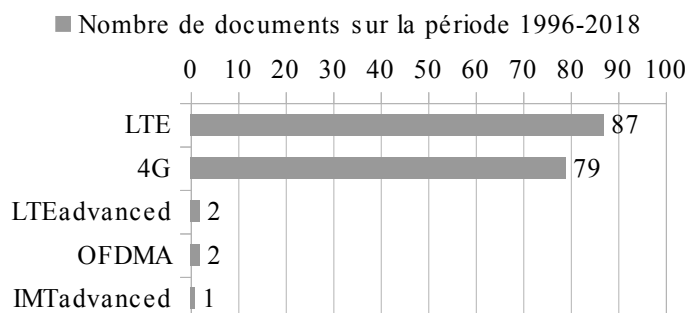 Nombre de documents sur la période 1996-2018
0 10 20 30 40 50 60 70 80 90 100
LTE 87
4G 79
LTEadvanced 2
OFDMA 2
IMTadvanced 1